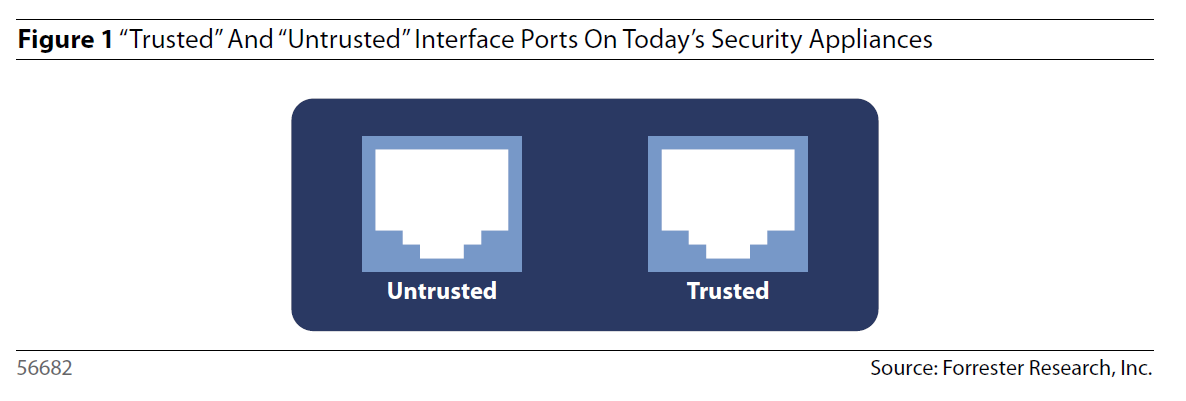 Figure 1 “Trusted” And “Untrusted” Interface Ports On Today’s Security Appliances
Untrusted
Trusted
56682
Source: Forrester Research, Inc.